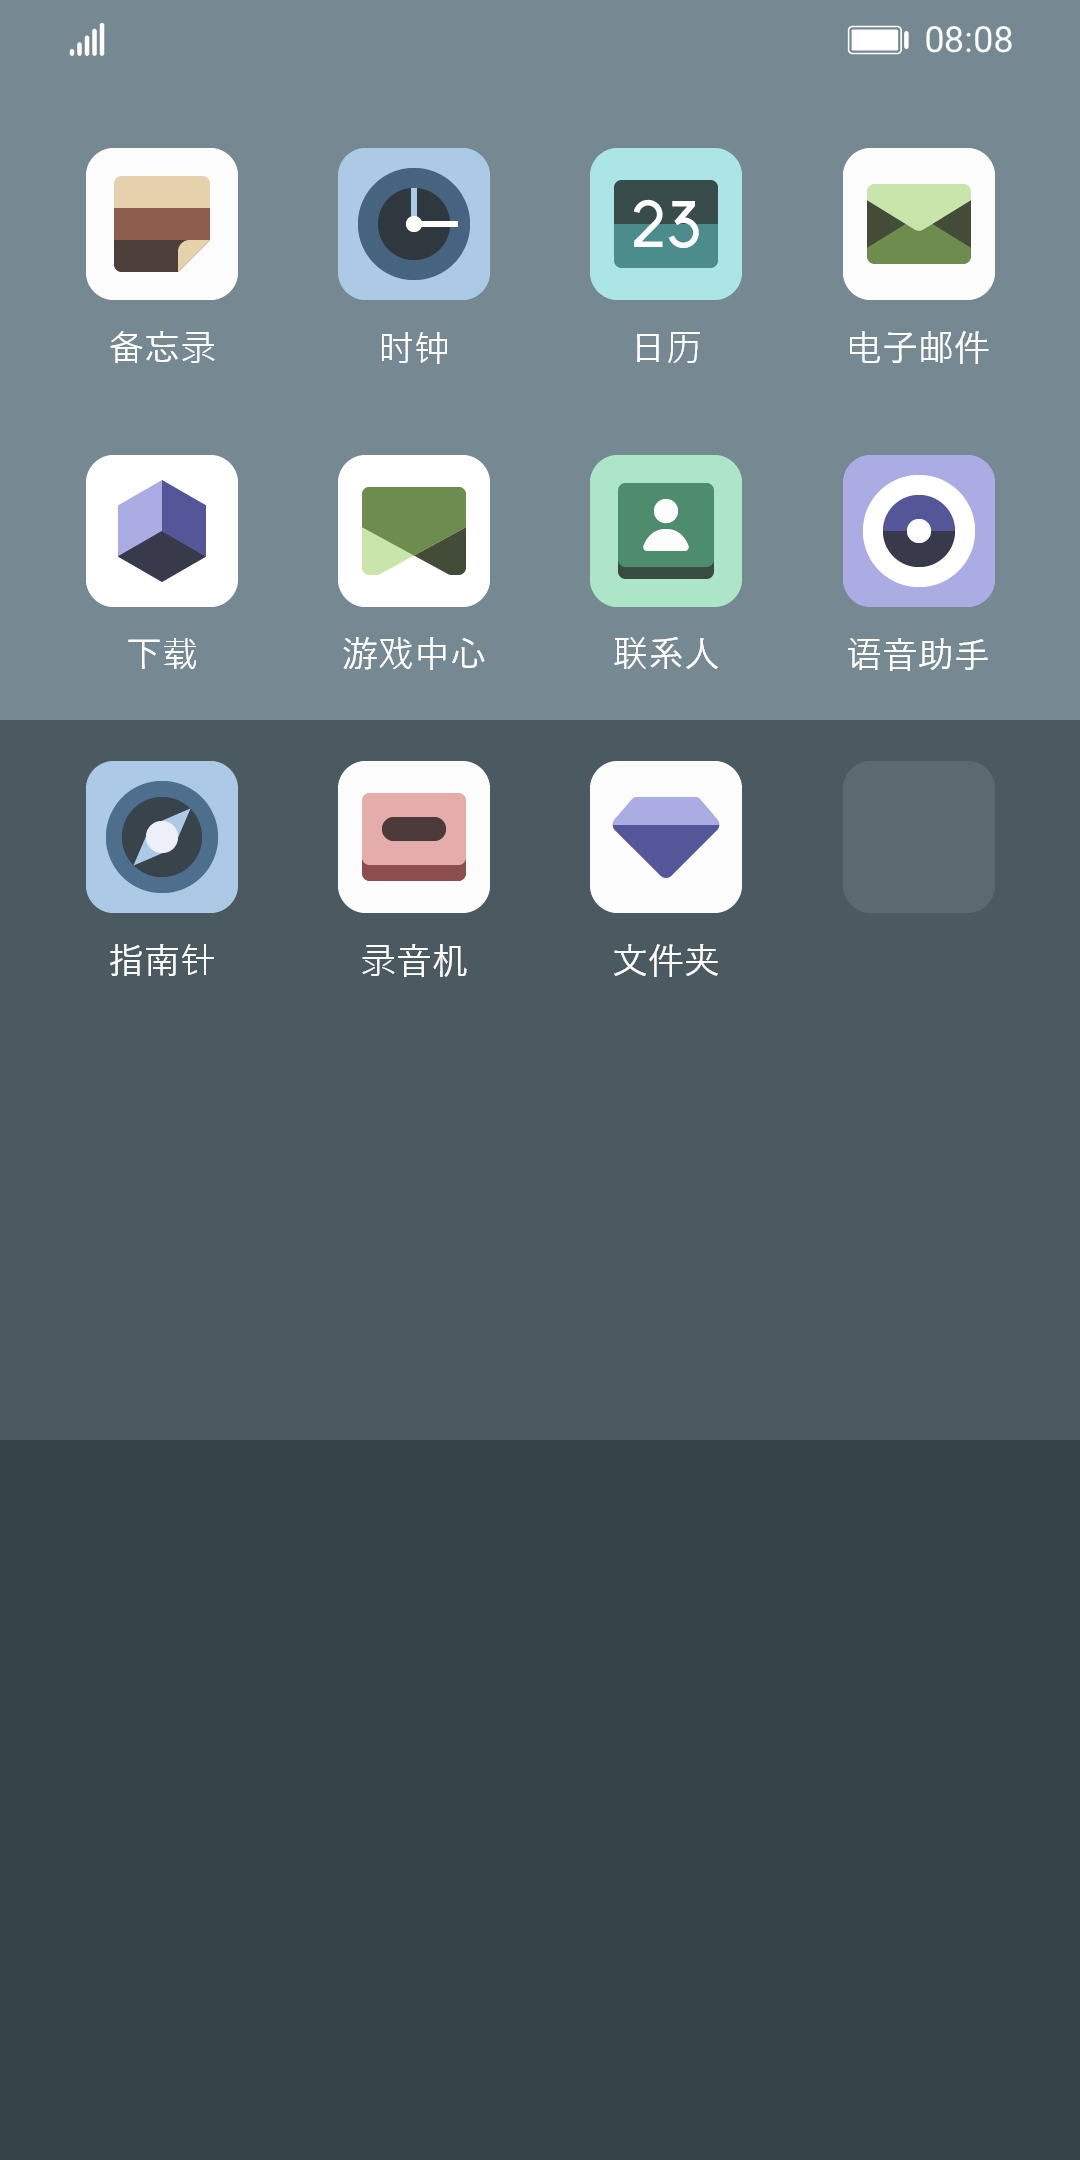 08:08
23
备忘录 时钟 日历 电子邮件
下载 游戏中心 联系人 语音助手
指南针 录音机 文件夹